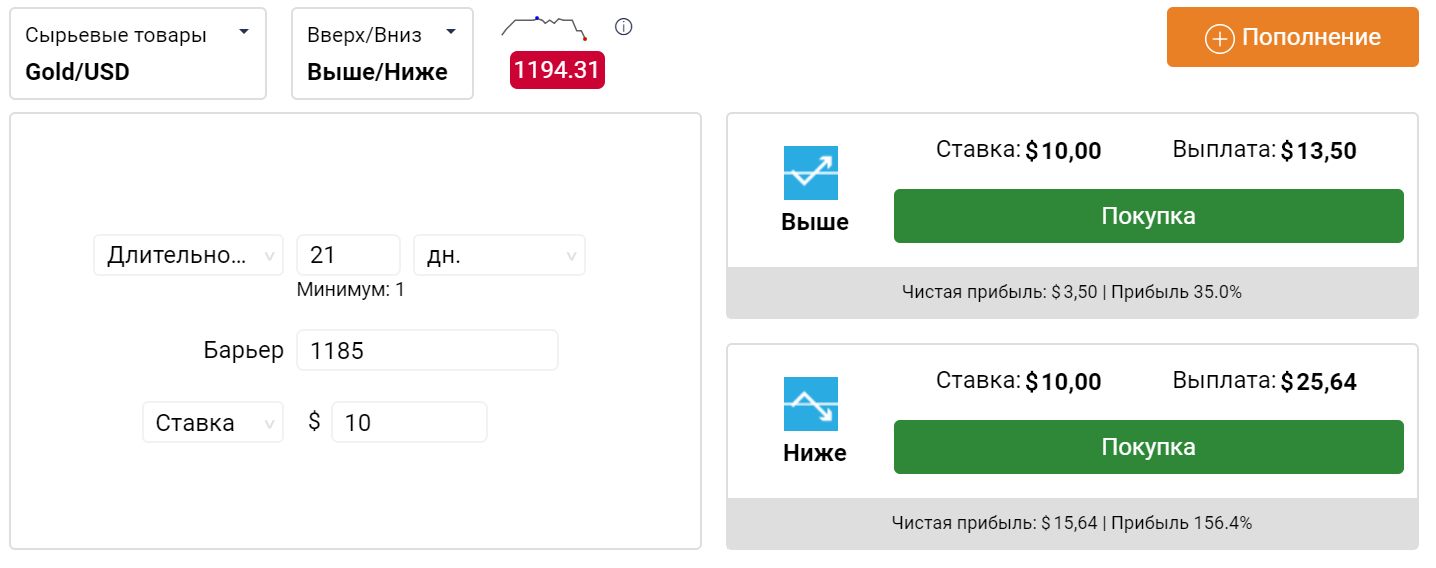 Сырьевые товары
Gold/USD
Вверх/Вниз
Выше/Ниже
1194.31
Пополнение
Длительно...
21
дн.
Минимум: 1
Барьер
1185
Ставка
$
10
Выше
Ставка: $10,00
Выплата: $13,50
Покупка
Чистая прибыль: $3,50 | Прибыль 35.0%
Ниже
Ставка: $10,00
Выплата: $25,64
Покупка
Чистая прибыль: $15,64 | Прибыль 156.4%